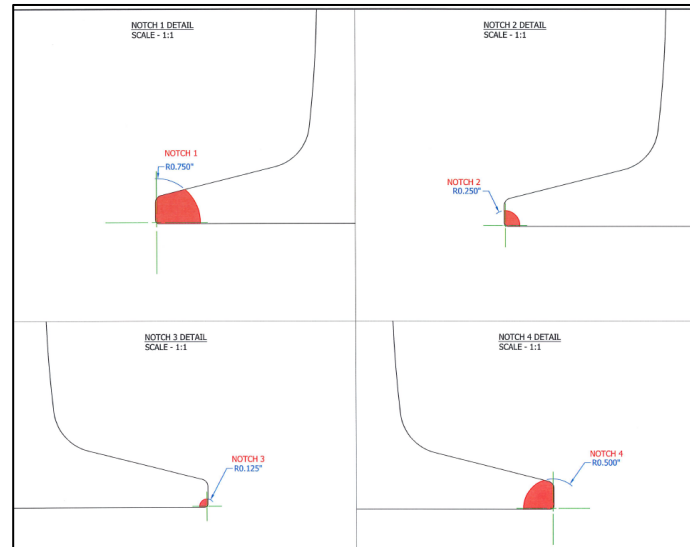 NOTCH 1 DETAIL
SCALE - 1:1
NOTCH 1
R0.750"
NOTCH 2 DETAIL
SCALE - 1:1
NOTCH 2
R0.250"
NOTCH 3 DETAIL
SCALE - 1:1
NOTCH 3
R0.125"
NOTCH 4 DETAIL
SCALE - 1:1
NOTCH 4
R0.500"